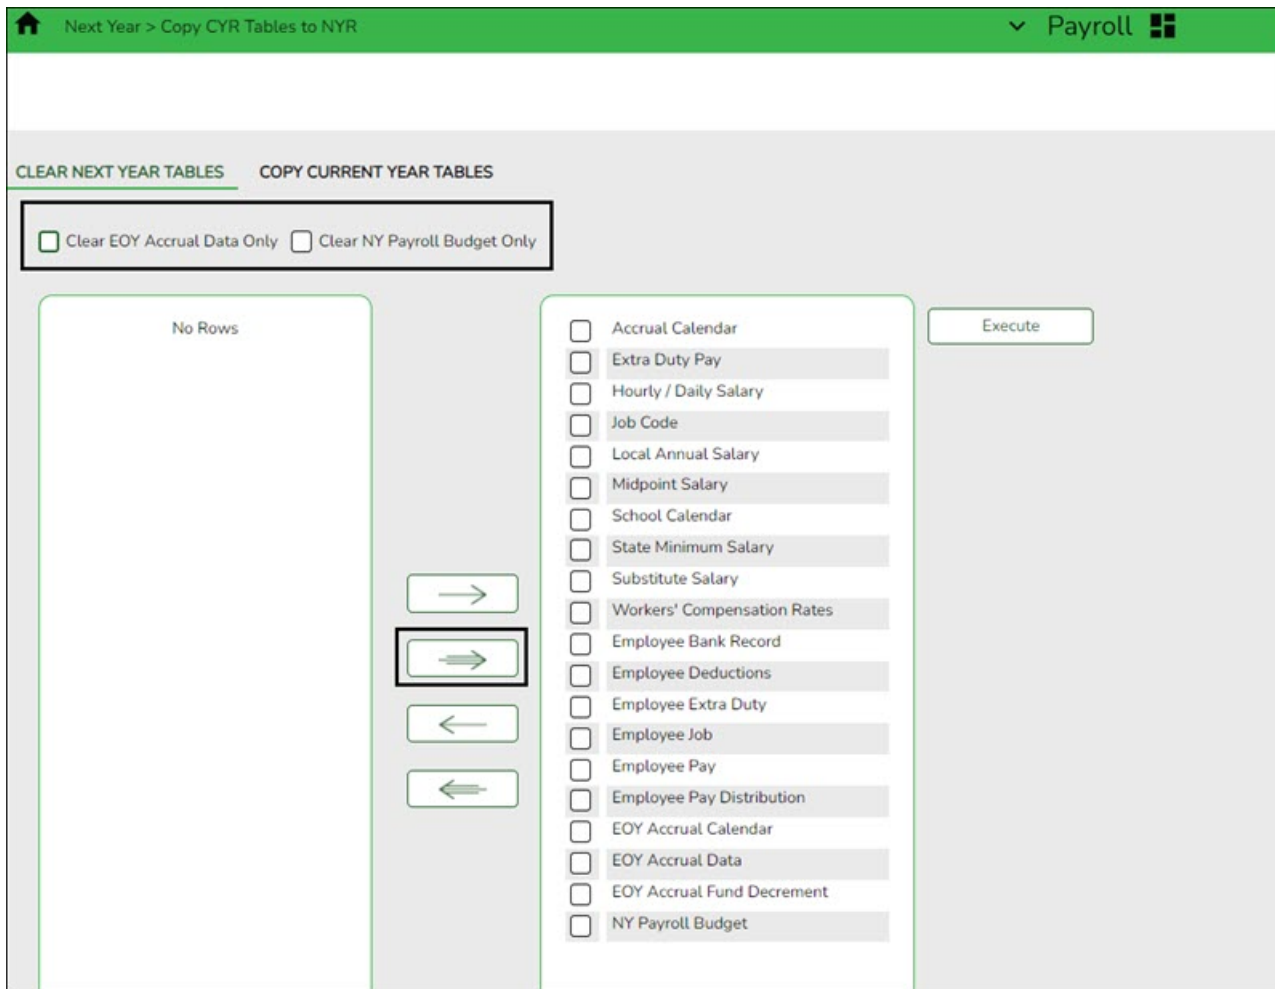 Next Year > Copy CYR Tables to NYR
Payroll
CLEAR NEXT YEAR TABLES COPY CURRENT YEAR TABLES
Clear EOY Accrual Data Only Clear NY Payroll Budget Only
No Rows
Accrual Calendar
Extra Duty Pay
Hourly / Daily Salary
Job Code
Local Annual Salary
Midpoint Salary
School Calendar
State Minimum Salary
Substitute Salary
Workers' Compensation Rates
Employee Bank Record
Employee Deductions
Employee Extra Duty
Employee Job
Employee Pay
Employee Pay Distribution
EOY Accrual Calendar
EOY Accrual Data
EOY Accrual Fund Decrement
NY Payroll Budget
Execute